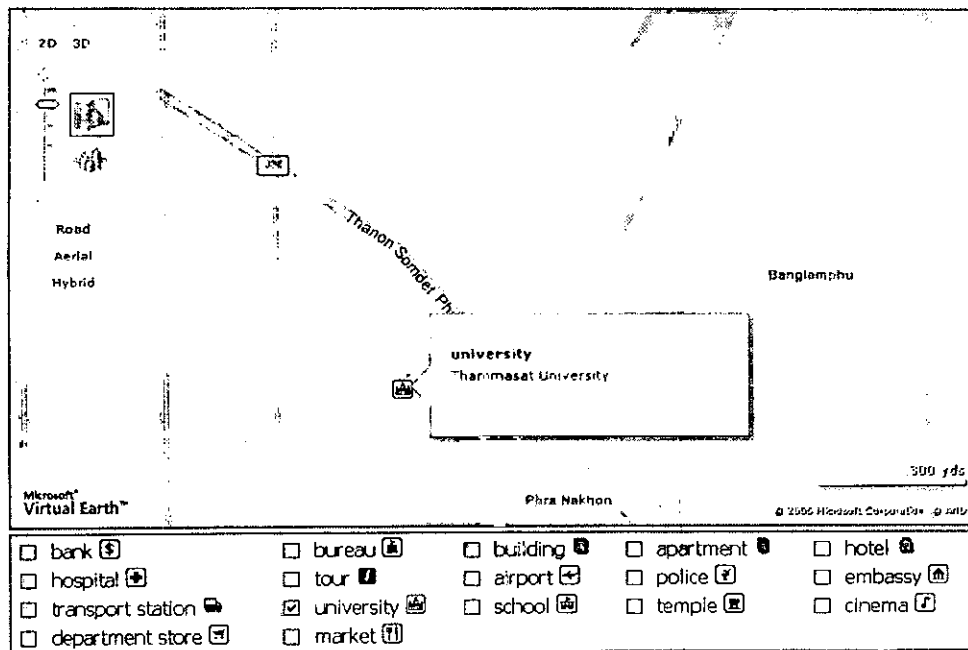 2D 3D
Thanon Somdet Ph
Road
Aerial
Hybrid
Banglamphu
university
Thammasat University
300 yds
Microsoft®
Virtual Earth™
Phra Nakhon
© 2006 Microsoft Corporation ©
bank bureau building apartment hotel
hospital tour airport police embassy
transport station university school temple cinema
department store market